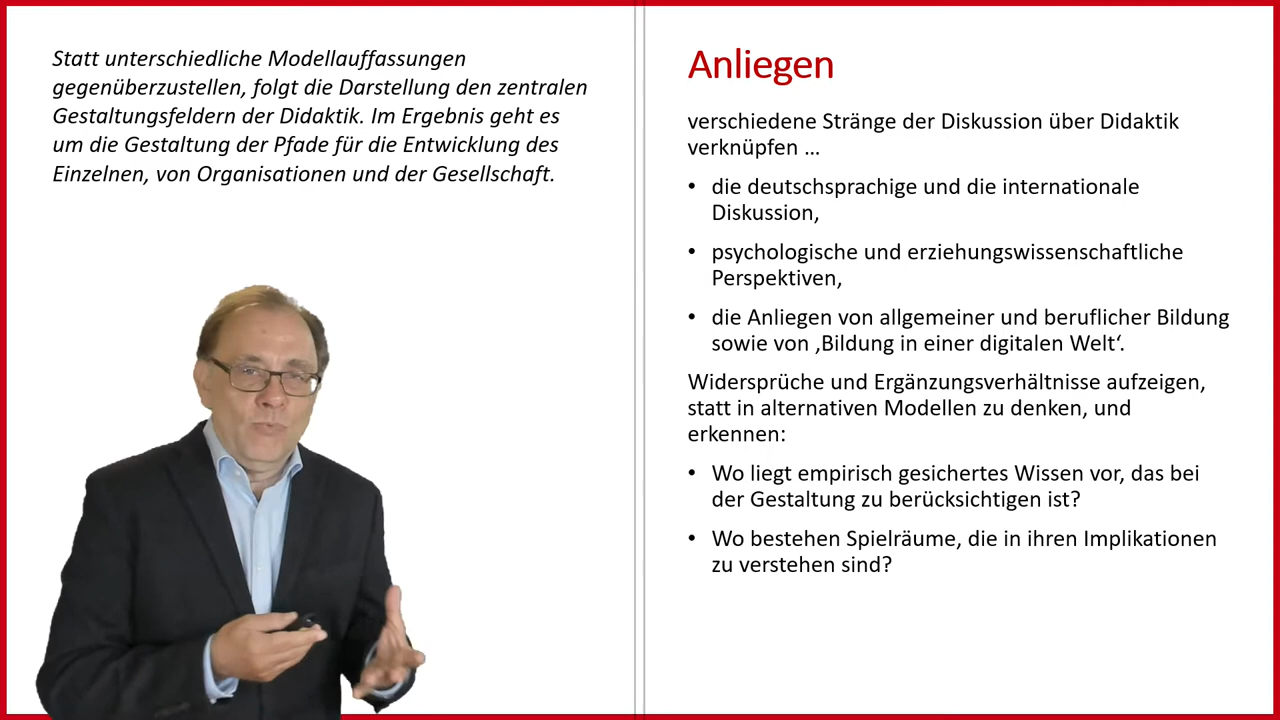 Statt unterschiedliche Modellauffassungen
gegenüberzustellen, folgt die Darstellung den zentralen
Gestaltungsfeldern der Didaktik. Im Ergebnis geht es
um die Gestaltung der Pfade für die Entwicklung des
Einzelnen, von Organisationen und der Gesellschaft.
Anliegen
verschiedene Stränge der Diskussion über Didaktik
verknüpfen …
• die deutschsprachige und die internationale
Diskussion,
• psychologische und erziehungswissenschaftliche
Perspektiven,
• die Anliegen von allgemeiner und beruflicher Bildung
sowie von ‚Bildung in einer digitalen Welt‘.
Widersprüche und Ergänzungsverhältnisse aufzeigen,
statt in alternativen Modellen zu denken, und
erkennen:
• Wo liegt empirisch gesichertes Wissen vor, das bei
der Gestaltung zu berücksichtigen ist?
• Wo bestehen Spielräume, die in ihren Implikationen
zu verstehen sind?